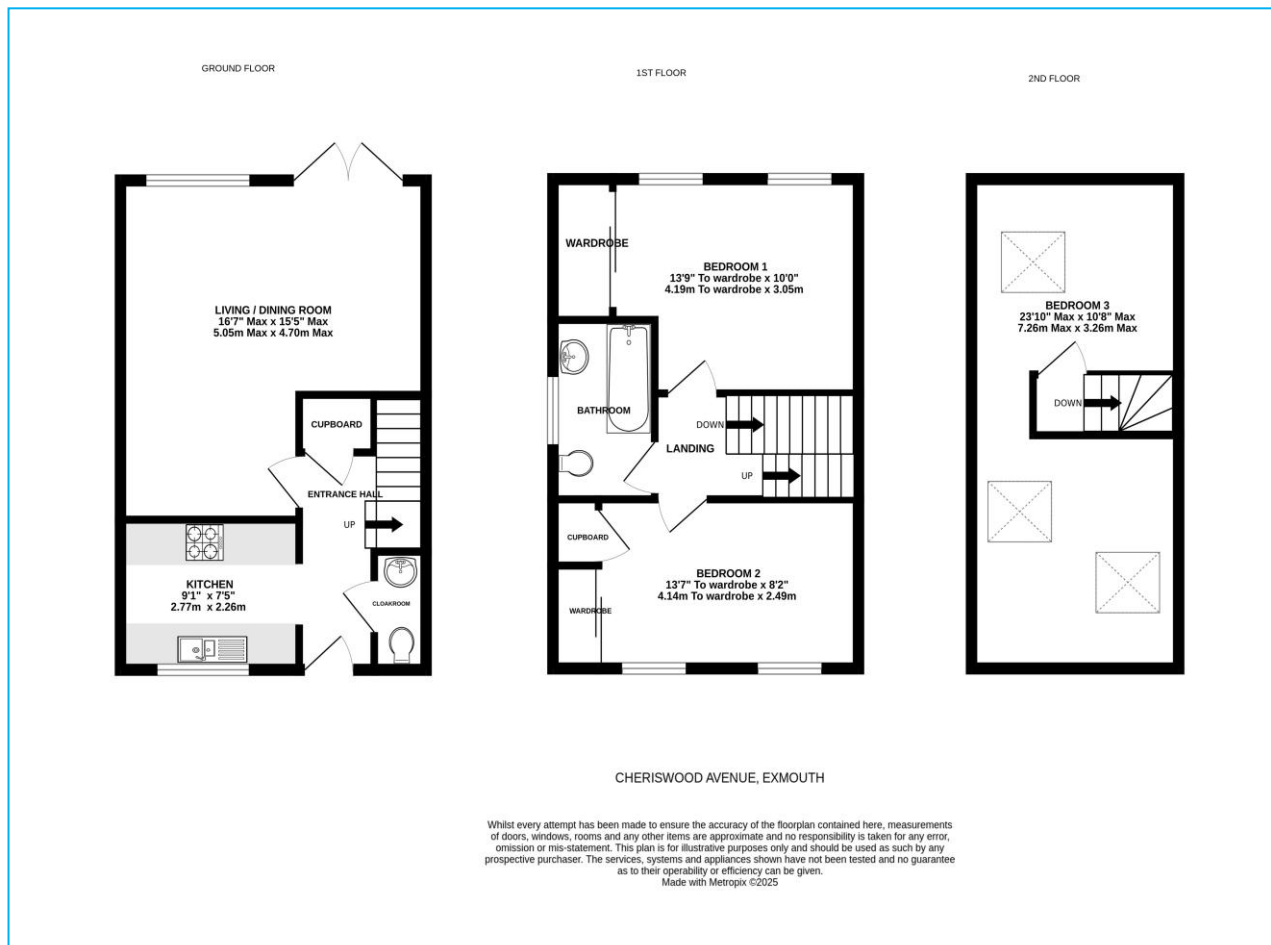 GROUND FLOOR
1ST FLOOR
2ND FLOOR
LIVING / DINING ROOM
16'7" Max x 15'5" Max
5.05m Max x 4.70m Max
CUPBOARD
ENTRANCE HALL
UP
KITCHEN
9'1" x 7'5"
2.77m x 2.26m
CLOAKROOM
WARDROBE
BEDROOM 1
13'9" To wardrobe x 10'0"
4.19m To wardrobe x 3.05m
BATHROOM
DOWN
LANDING
UP
CUPBOARD
BEDROOM 2
13'7" To wardrobe x 8'2"
4.14m To wardrobe x 2.49m
WARDROBE
BEDROOM 3
23'10" Max x 10'8" Max
7.26m Max x 3.26m Max
DOWN
CHERISWOOD AVENUE, EXMOUTH
Whilst every attempt has been made to ensure the accuracy of the floorplan contained here, measurements
of doors, windows, rooms and any other items are approximate and no responsibility is taken for any error,
omission or mis-statement. This plan is for illustrative purposes only and should be used as such by any
prospective purchaser. The services, systems and appliances shown have not been tested and no guarantee
as to their operability or efficiency can be given.
Made with Metropix ©2025